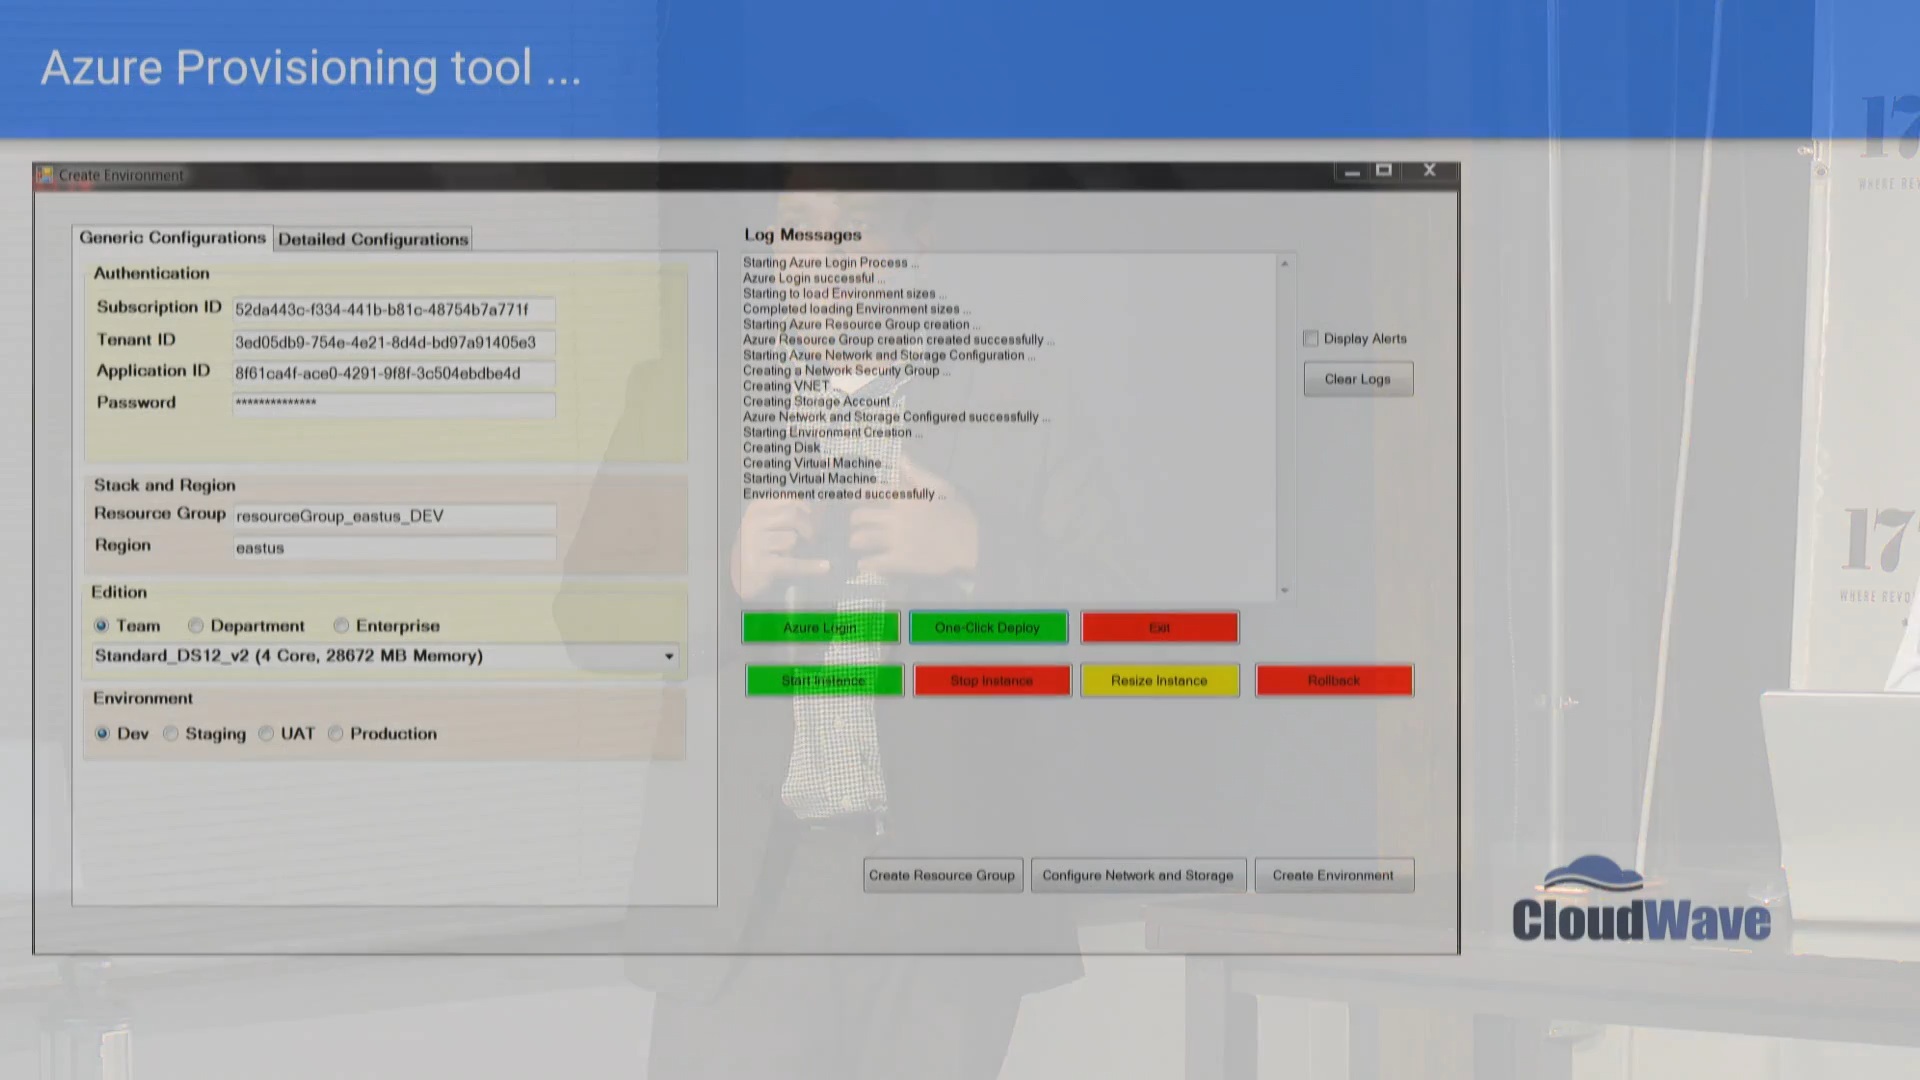 Azure Provisioning tool ...
Create Environment
Generic Configurations
Detailed Configurations
Authentication
Subscription ID 52da443c-f334-441b-b81c-48754b7a771f
Tenant ID 3ed05db9-754e-4e21-8d4d-bd97a91405e3
Application ID 8f61ca4f-ace0-4291-9f8f-3c504ebdbe4d
Password **************
Stack and Region
Resource Group resourceGroup_eastus_DEV
Region eastus
Edition
Team Department Enterprise
Standard_DS12_v2 (4 Core, 28672 MB Memory)
Environment
Dev Staging UAT Production
Log Messages
Starting Azure Login Process ...
Azure Login successful ...
Starting to load Environment sizes ...
Completed loading Environment sizes ...
Starting Azure Resource Group creation ...
Azure Resource Group creation created successfully ...
Starting Azure Network and Storage Configuration ...
Creating a Network Security Group ...
Creating VNET ...
Creating Storage Account ...
Azure Network and Storage Configured successfully ...
Starting Environment Creation ...
Creating Disk ...
Creating Virtual Machine ...
Starting Virtual Machine ...
Envrionment created successfully ...
Display Alerts
Clear Logs
Azure Login One-Click Deploy Exit
Start Instance Stop Instance Resize Instance Rollback
Create Resource Group Configure Network and Storage Create Environment
CloudWave
17
WHERE
17
WHERE